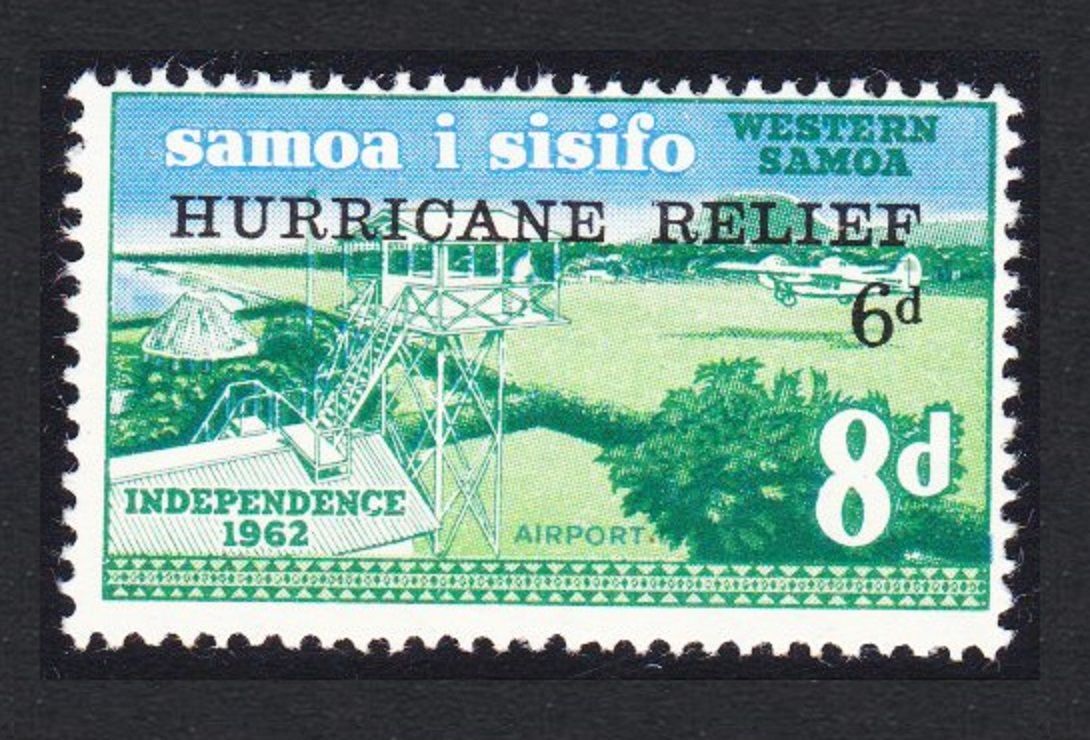 samoa i sisifo
WESTERN
SAMOA
HURRICANE RELIEF
6d
8d
INDEPENDENCE
1962
AIRPORT